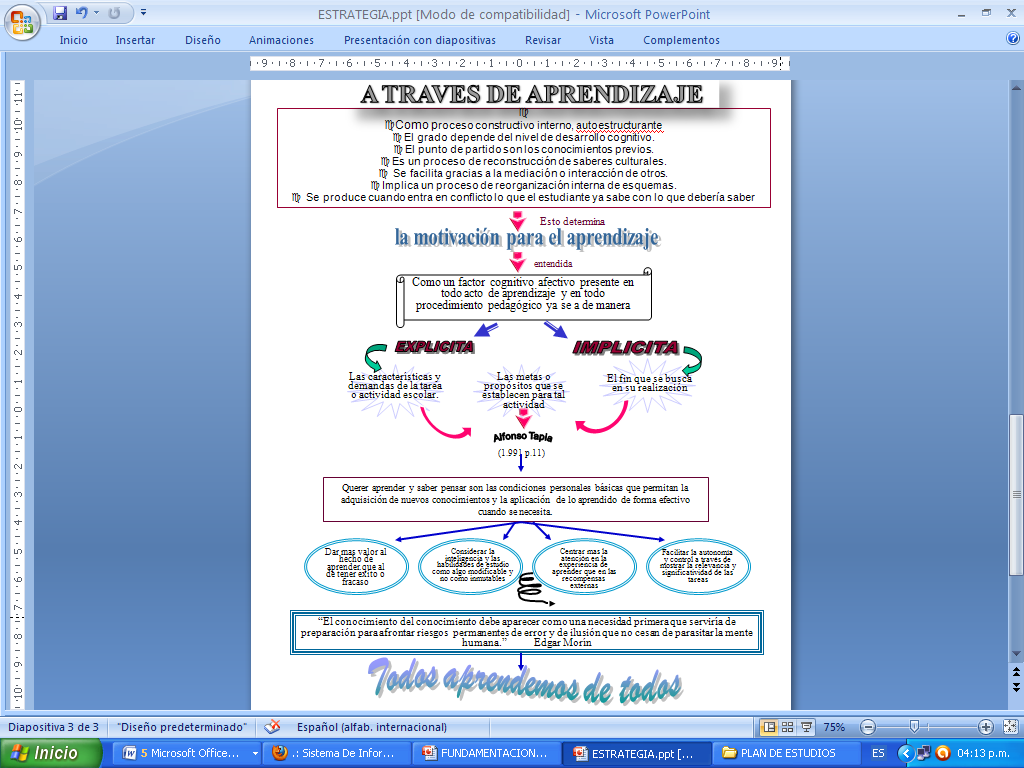 ESTRATEGIA.ppt [Modo de compatibilidad] - Microsoft PowerPoint
Inicio Insertar Diseño Animaciones Presentación con diapositivas Revisar Vista Complementos
A TRAVES DE APRENDIZAJE
♍
♍Como proceso constructivo interno, autoestructurante
♍ El grado depende del nivel de desarrollo cognitivo.
♍ El punto de partido son los conocimientos previos.
♍ Es un proceso de reconstrucción de saberes culturales.
♍ Se facilita gracias a la mediación o interacción de otros.
♍ Implica un proceso de reorganización interna de esquemas.
♍ Se produce cuando entra en conflicto lo que el estudiante ya sabe con lo que debería saber
Esto determina
la motivación para el aprendizaje
entendida
Como un factor cognitivo afectivo presente en
todo acto de aprendizaje y en todo
procedimiento pedagógico ya se a de manera
EXPLICITA
IMPLICITA
Las características y
demandas de la tarea
o actividad escolar.
Las metas o
propósitos que se
establecen para tal
actividad
El fin que se busca
en su realización
Alfonso Tapia
(1.991 p.11)
Querer aprender y saber pensar son las condiciones personales básicas que permitan la
adquisición de nuevos conocimientos y la aplicación de lo aprendido de forma efectivo
cuando se necesita.
Dar mas valor al
hecho de
aprender que al
de tener éxito o
fracaso
Considerar la
inteligencia y las
habilidades de estudio
como algo modificable y
no como inmutables
Centrar mas la
atención en la
experiencia de
aprender que en las
recompensas
externas
Facilitar la autonomía
y control a través de
mostrar la relevancia y
significatividad de las
tareas
“El conocimiento del conocimiento debe aparecer como una necesidad primera que serviría de
preparación para afrontar riesgos permanentes de error y de ilusión que no cesan de parasitar la mente
humana.” Edgar Morin
Todos aprendemos de todos
Diapositiva 3 de 3 "Diseño predeterminado" Español (alfab. internacional) 75%
Inicio 5 Microsoft Office... .: Sistema De Infor... FUNDAMENTACION... ESTRATEGIA.ppt [... PLAN DE ESTUDIOS ES 04:13 p.m.